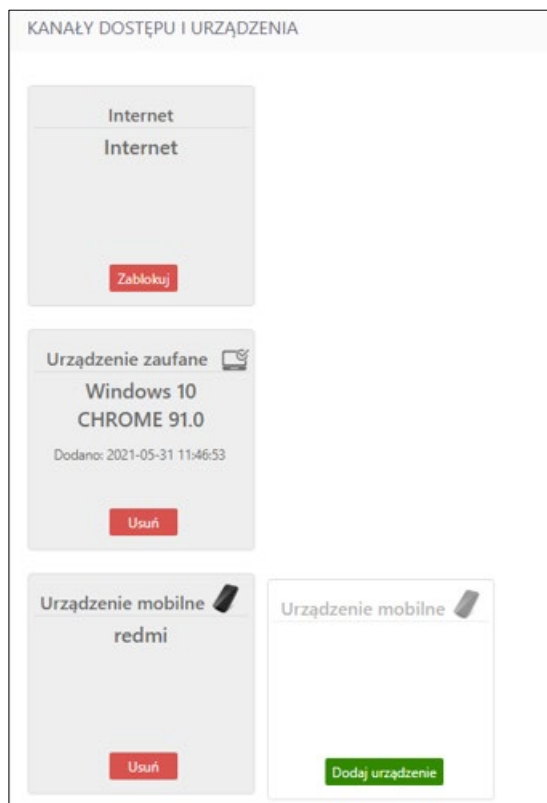 KANAŁY DOSTĘPU I URZĄDZENIA
Internet
Internet
Zablokuj
Urządzenie zaufane
Windows 10
CHROME 91.0
Dodano: 2021-05-31 11:46:53
Usuń
Urządzenie mobilne
redmi
Usuń
Urządzenie mobilne
Dodaj urządzenie